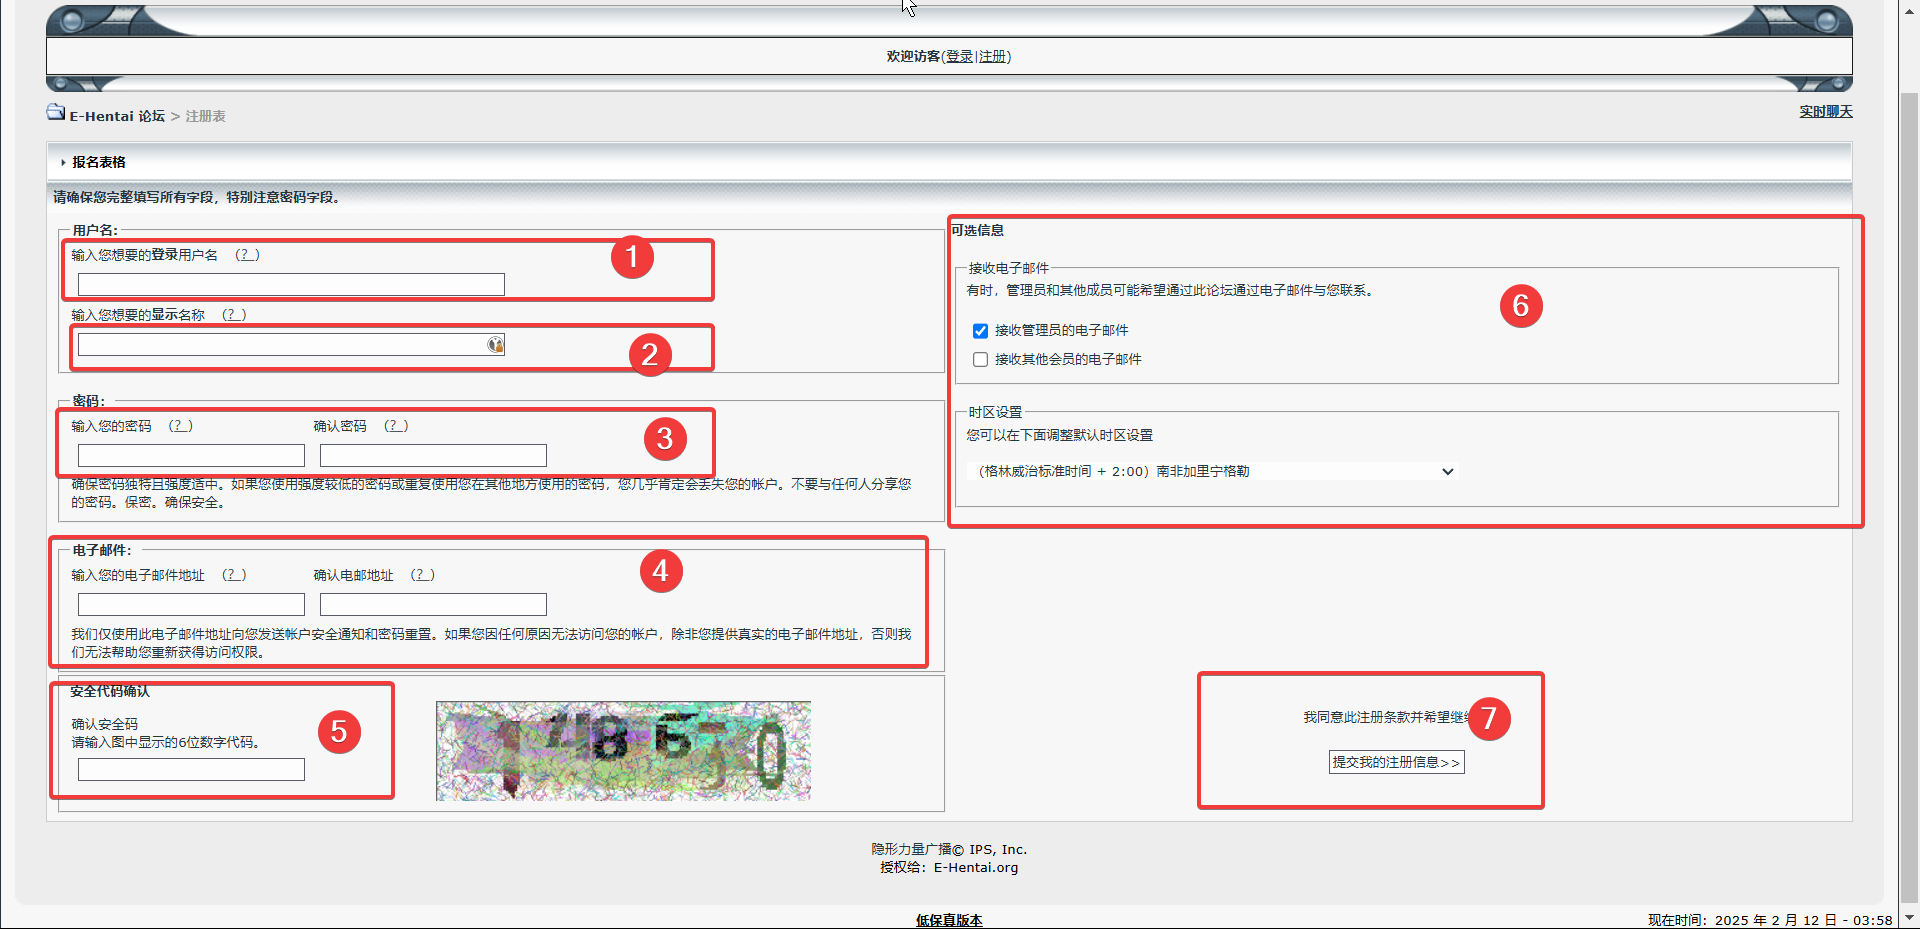 欢迎访客(登录|注册)
E-Hentai 论坛 > 注册表
实时聊天
报名表格
请确保您完整填写所有字段，特别注意密码字段。
用户名:
输入您想要的登录用户名 （? ）
1
输入您想要的显示名称 （? ）
2
密码：
输入您的密码 （? ） 确认密码 （? ）
3
确保密码独特且强度适中。如果您使用强度较低的密码或重复使用您在其他地方使用的密码，您几乎肯定会丢失您的帐户。不要与任何人分享您
的密码。保密。确保安全。
电子邮件：
输入您的电子邮件地址 （? ） 确认电邮地址 （? ）
4
我们仅使用此电子邮件地址向您发送帐户安全通知和密码重置。如果您因任何原因无法访问您的帐户，除非您提供真实的电子邮件地址，否则我
们无法帮助您重新获得访问权限。
安全代码确认
确认安全码
请输入图中显示的6位数字代码。
5
可选信息
接收电子邮件
有时，管理员和其他成员可能希望通过此论坛通过电子邮件与您联系。
6
接收管理员的电子邮件
接收其他会员的电子邮件
时区设置
您可以在下面调整默认时区设置
（格林威治标准时间 + 2:00）南非加里宁格勒
我同意此注册条款并希望继
7
提交我的注册信息>>
隐形力量广播© IPS, Inc.
授权给：E-Hentai.org
低保真版本
现在时间：2025 年 2 月 12 日 - 03:58